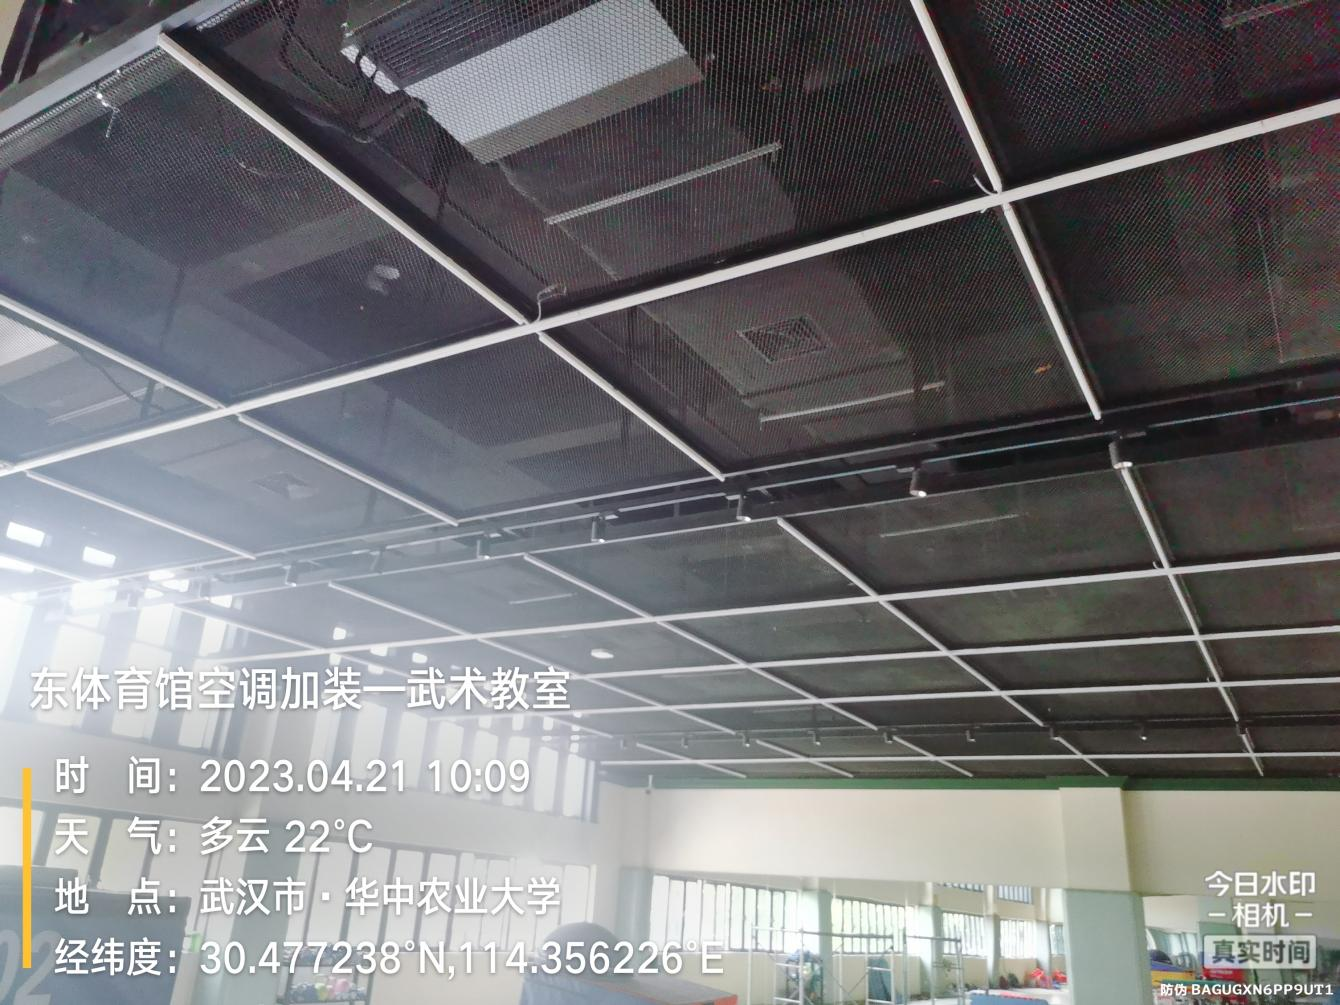 东体育馆空调加装—武术教室
时 间：2023.04.21 10:09
天 气：多云 22°C
地 点：武汉市·华中农业大学
经纬度：30.477238°N,114.356226°E
02
今日水印
相机
真实时间
防伪 BAGUGXN6PP9UT1